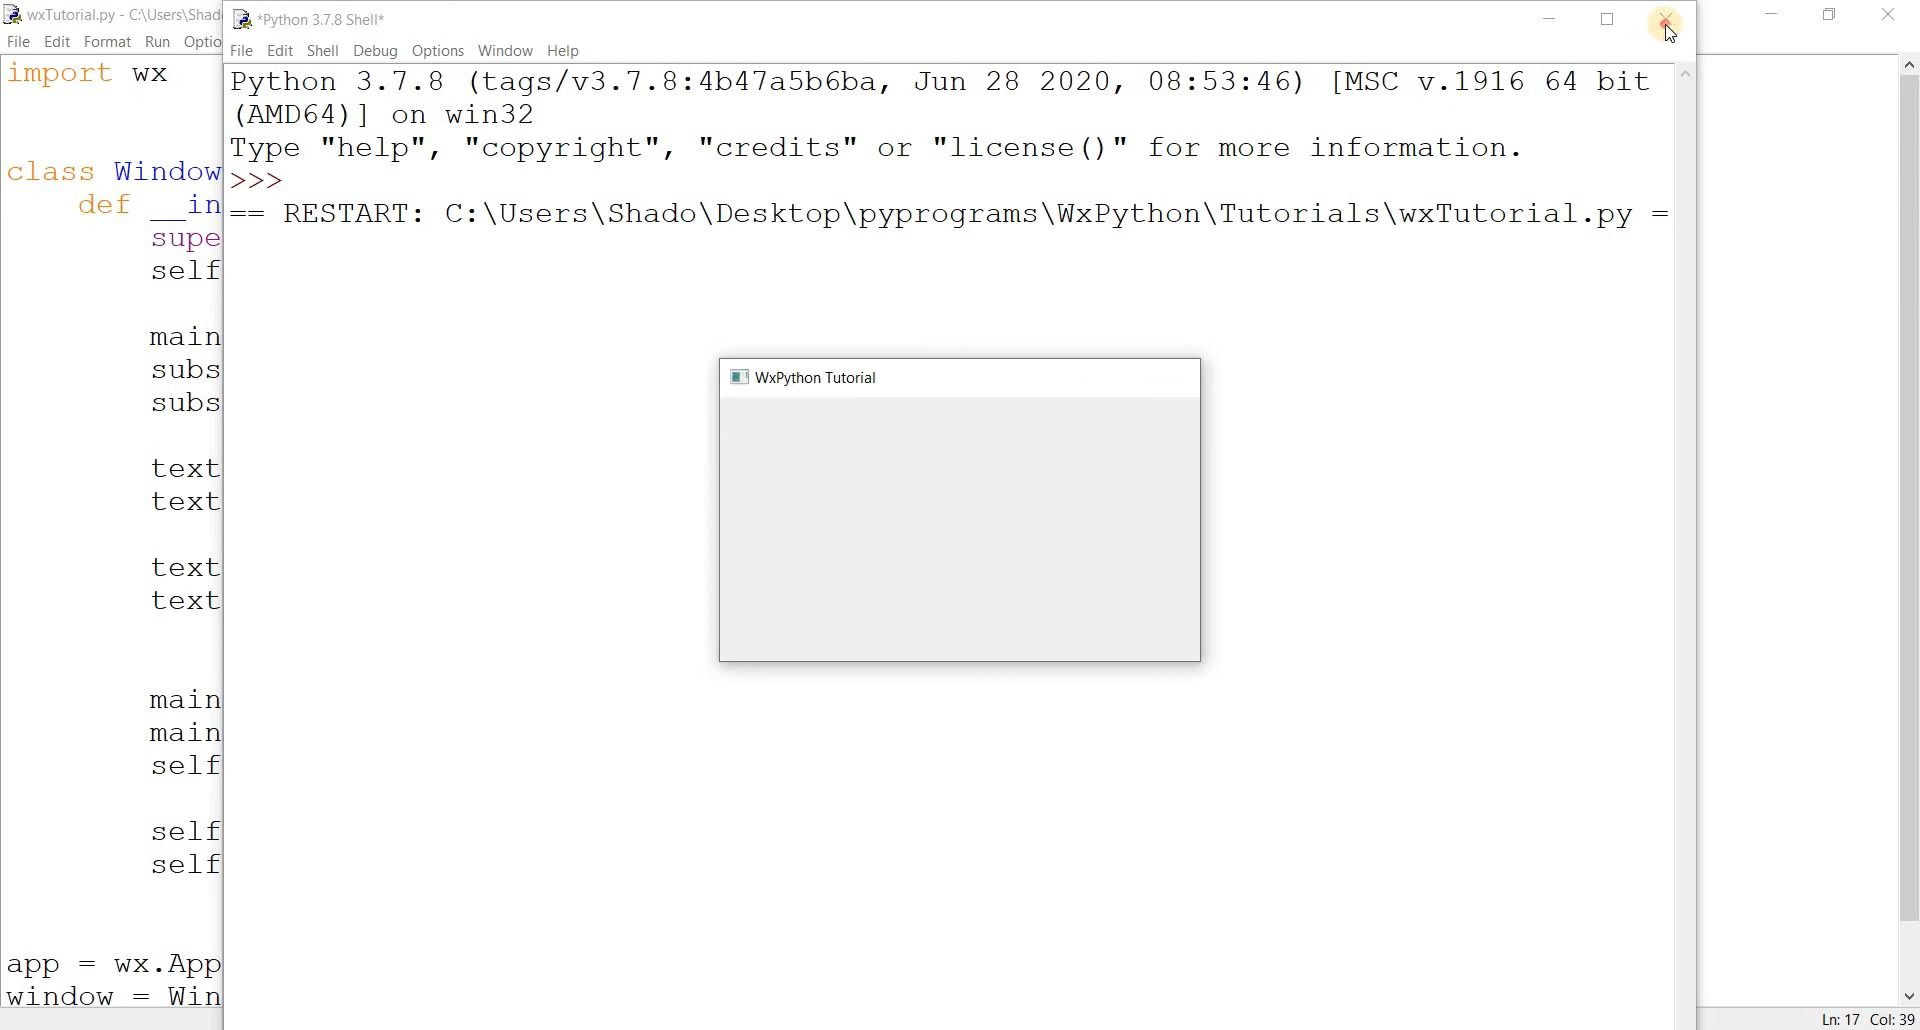 wxTutorial.py - C:\Users\Shad
File Edit Format Run Optio
import wx
class Window
def __in
supe
self
main
subs
subs
text
text
text
text
main
main
self
self
self
app = wx.App
window = Win
*Python 3.7.8 Shell*
File Edit Shell Debug Options Window Help
Python 3.7.8 (tags/v3.7.8:4b47a5b6ba, Jun 28 2020, 08:53:46) [MSC v.1916 64 bit
(AMD64)] on win32
Type "help", "copyright", "credits" or "license()" for more information.
>>>
== RESTART: C:\Users\Shado\Desktop\pyprograms\WxPython\Tutorials\wxTutorial.py =
WxPython Tutorial
Ln: 17 Col: 39